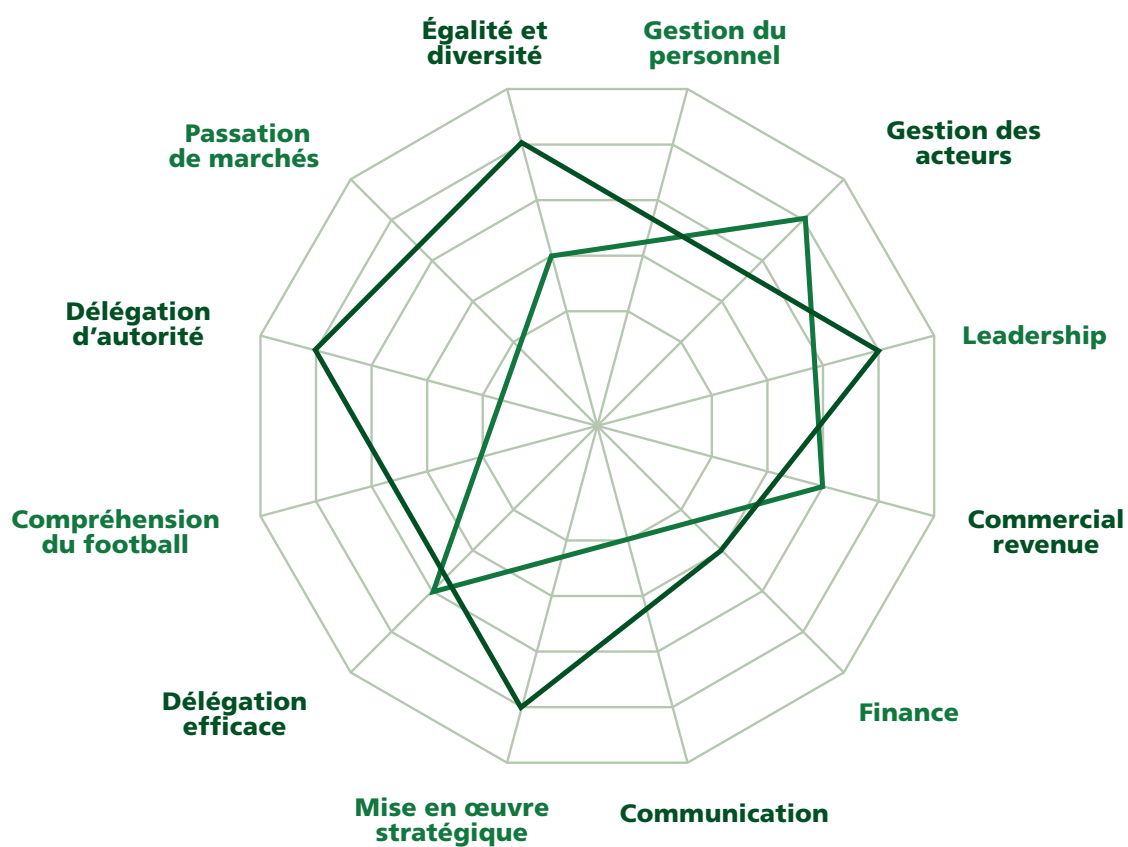 Égalité et
diversité
Gestion du
personnel
Gestion des
acteurs
Passation
de marchés
Délégation
d’autorité
Leadership
Compréhension
du football
Commercial
revenue
Délégation
efficace
Finance
Mise en œuvre
stratégique
Communication